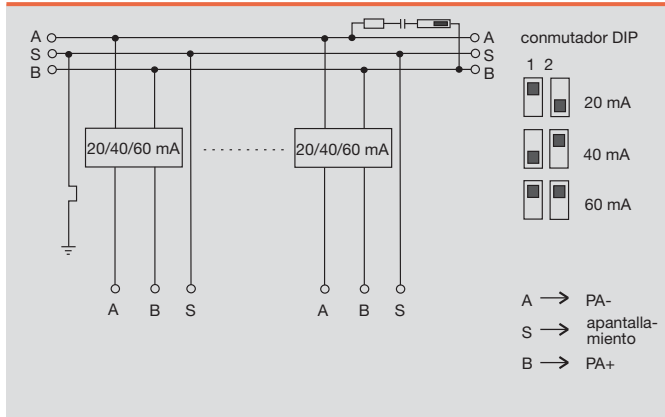 A
S
B
A
S
B
conmutador DIP
1 2
20 mA
40 mA
60 mA
20/40/60 mA
20/40/60 mA
A B S
A B S
A PA-
S apantalla-
miento
B PA+